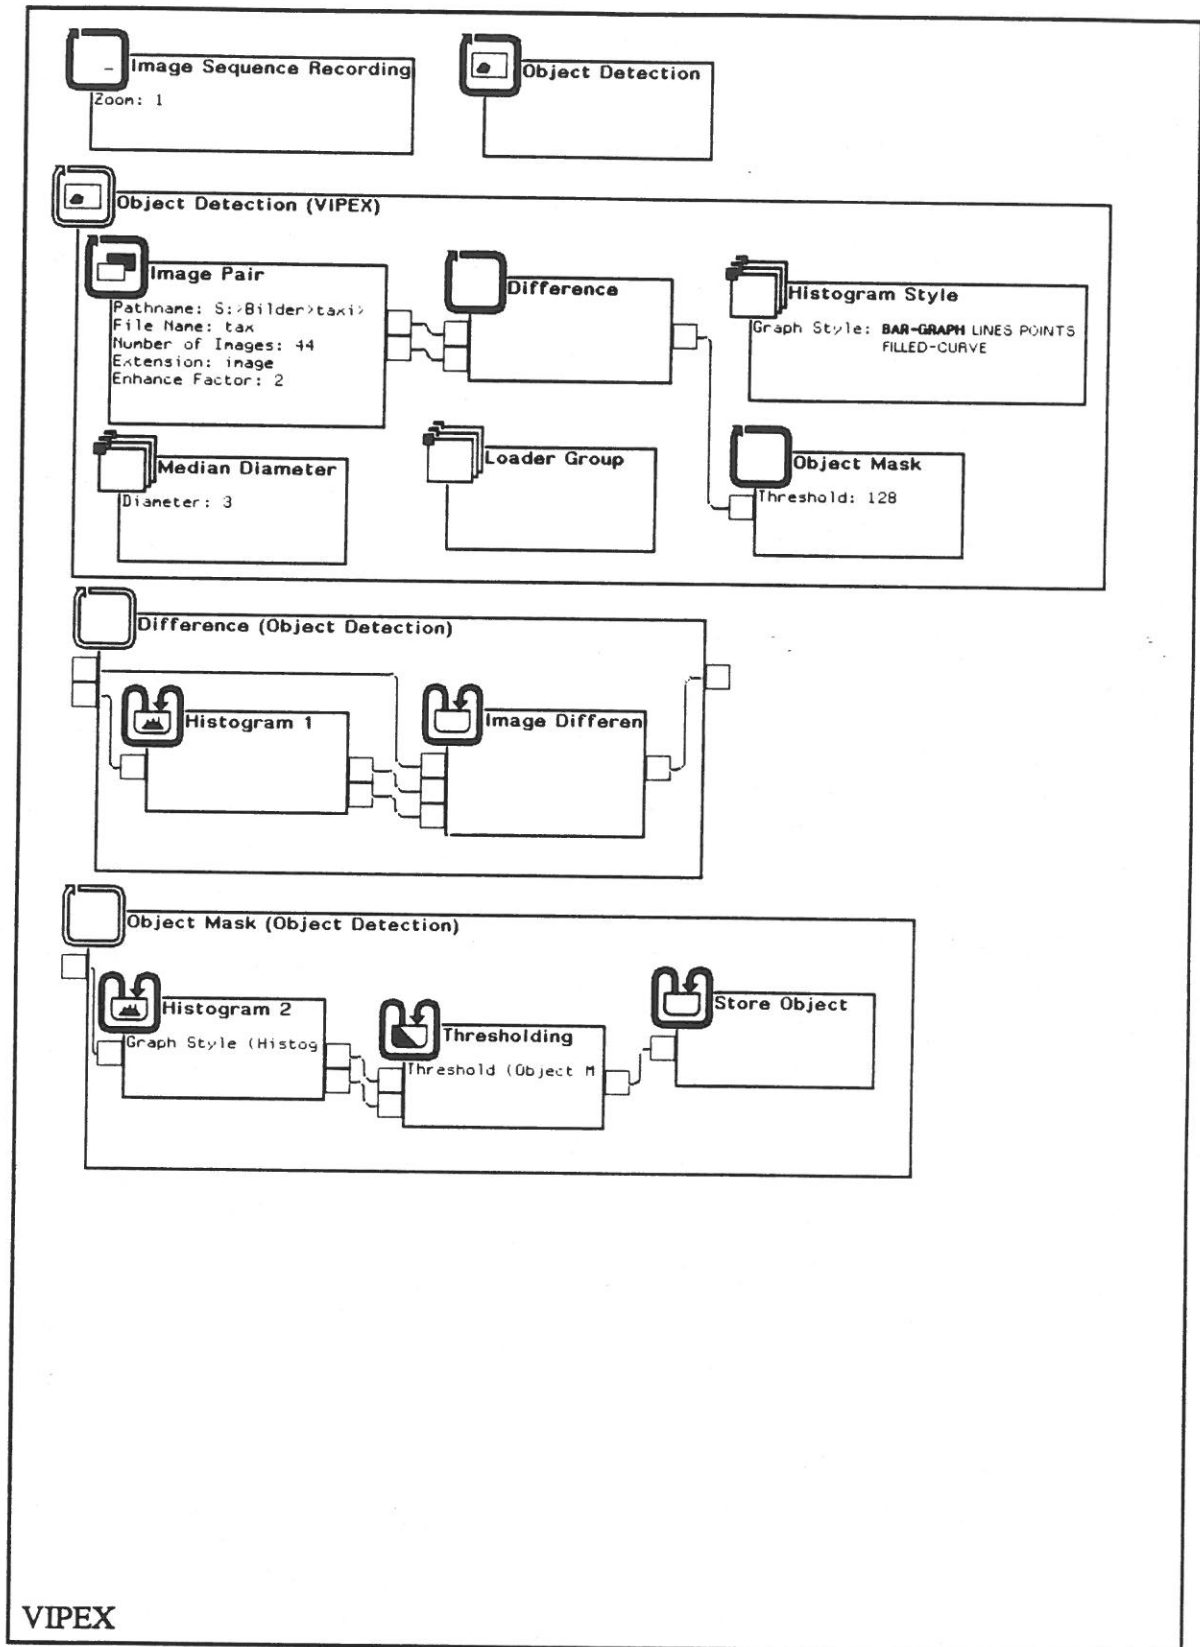 Image Sequence Recording
Zoom: 1
Object Detection
Object Detection (VIPEX)
Image Pair
Pathname: S:>Bilder>taxi>
File Name: tax
Number of Images: 44
Extension: image
Enhance Factor: 2
Difference
Histogram Style
Graph Style: BAR-GRAPH LINES POINTS
FILLED-CURVE
Median Diameter
Diameter: 3
Loader Group
Object Mask
Threshold: 128
Difference (Object Detection)
Histogram 1
Image Differen
Object Mask (Object Detection)
Histogram 2
Graph Style (Histog
Thresholding
Threshold (Object M
Store Object
VIPEX